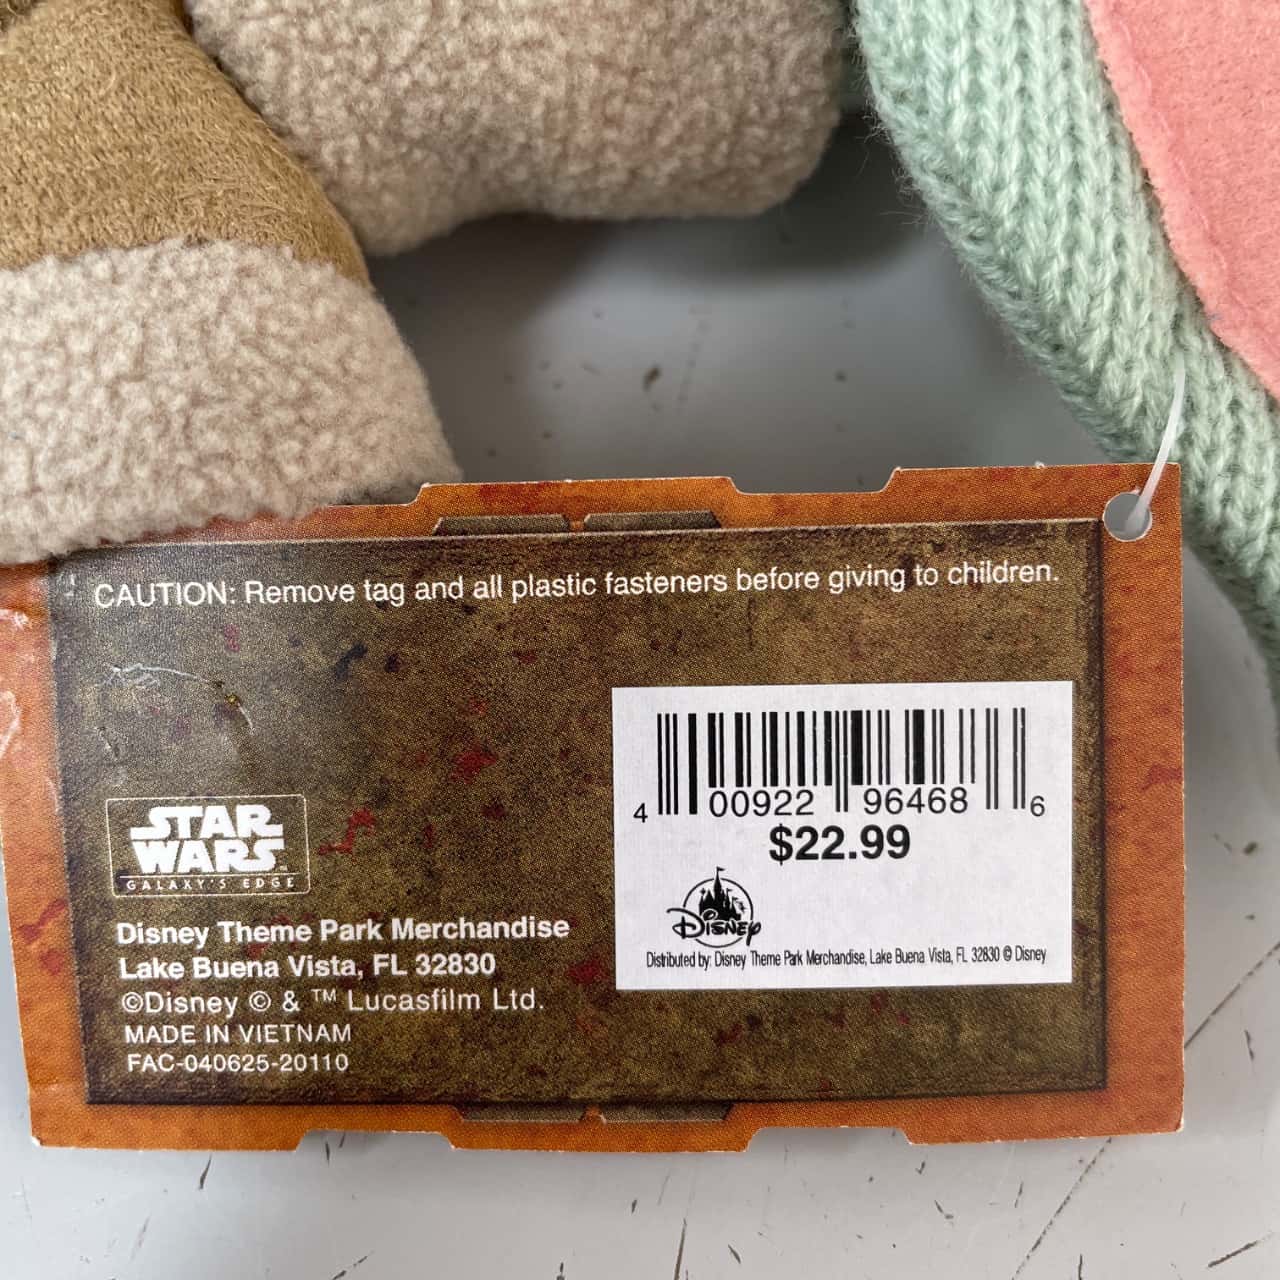 CAUTION: Remove tag and all plastic fasteners before giving to children.
4 00922 96468 6
$22.99
Disney
Distributed by: Disney Theme Park Merchandise, Lake Buena Vista, FL 32830 © Disney
STAR
WARS
GALAXY'S EDGE
Disney Theme Park Merchandise
Lake Buena Vista, FL 32830
©Disney © & ™ Lucasfilm Ltd.
MADE IN VIETNAM
FAC-040625-20110